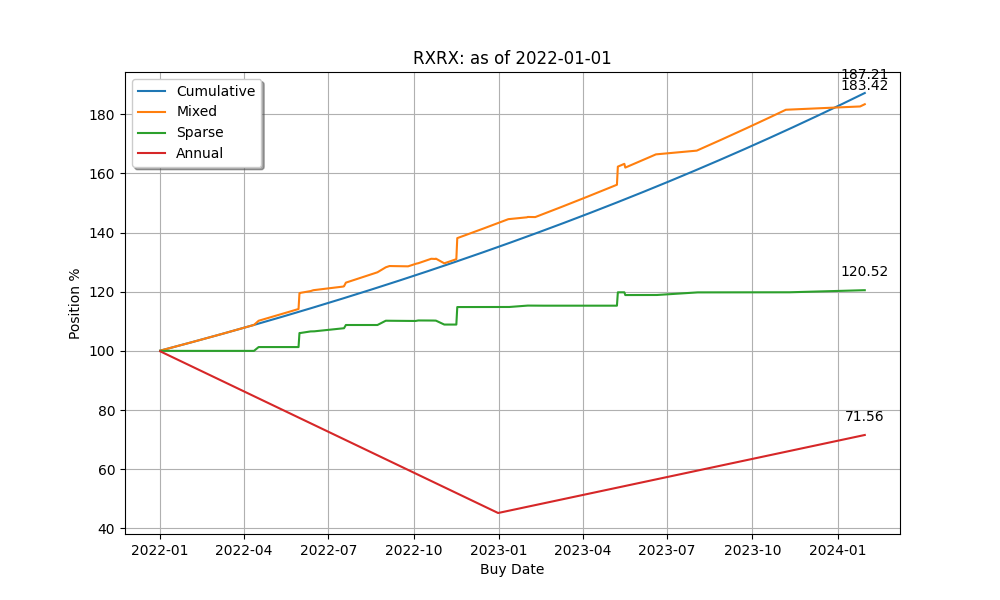 RXRX: as of 2022-01-01
187.21
183.42
Cumulative
Mixed
Sparse
Annual
180
160
140
120
100
80
60
40
Position %
120.52
71.56
2022-01 2022-04 2022-07 2022-10 2023-01 2023-04 2023-07 2023-10 2024-01
Buy Date